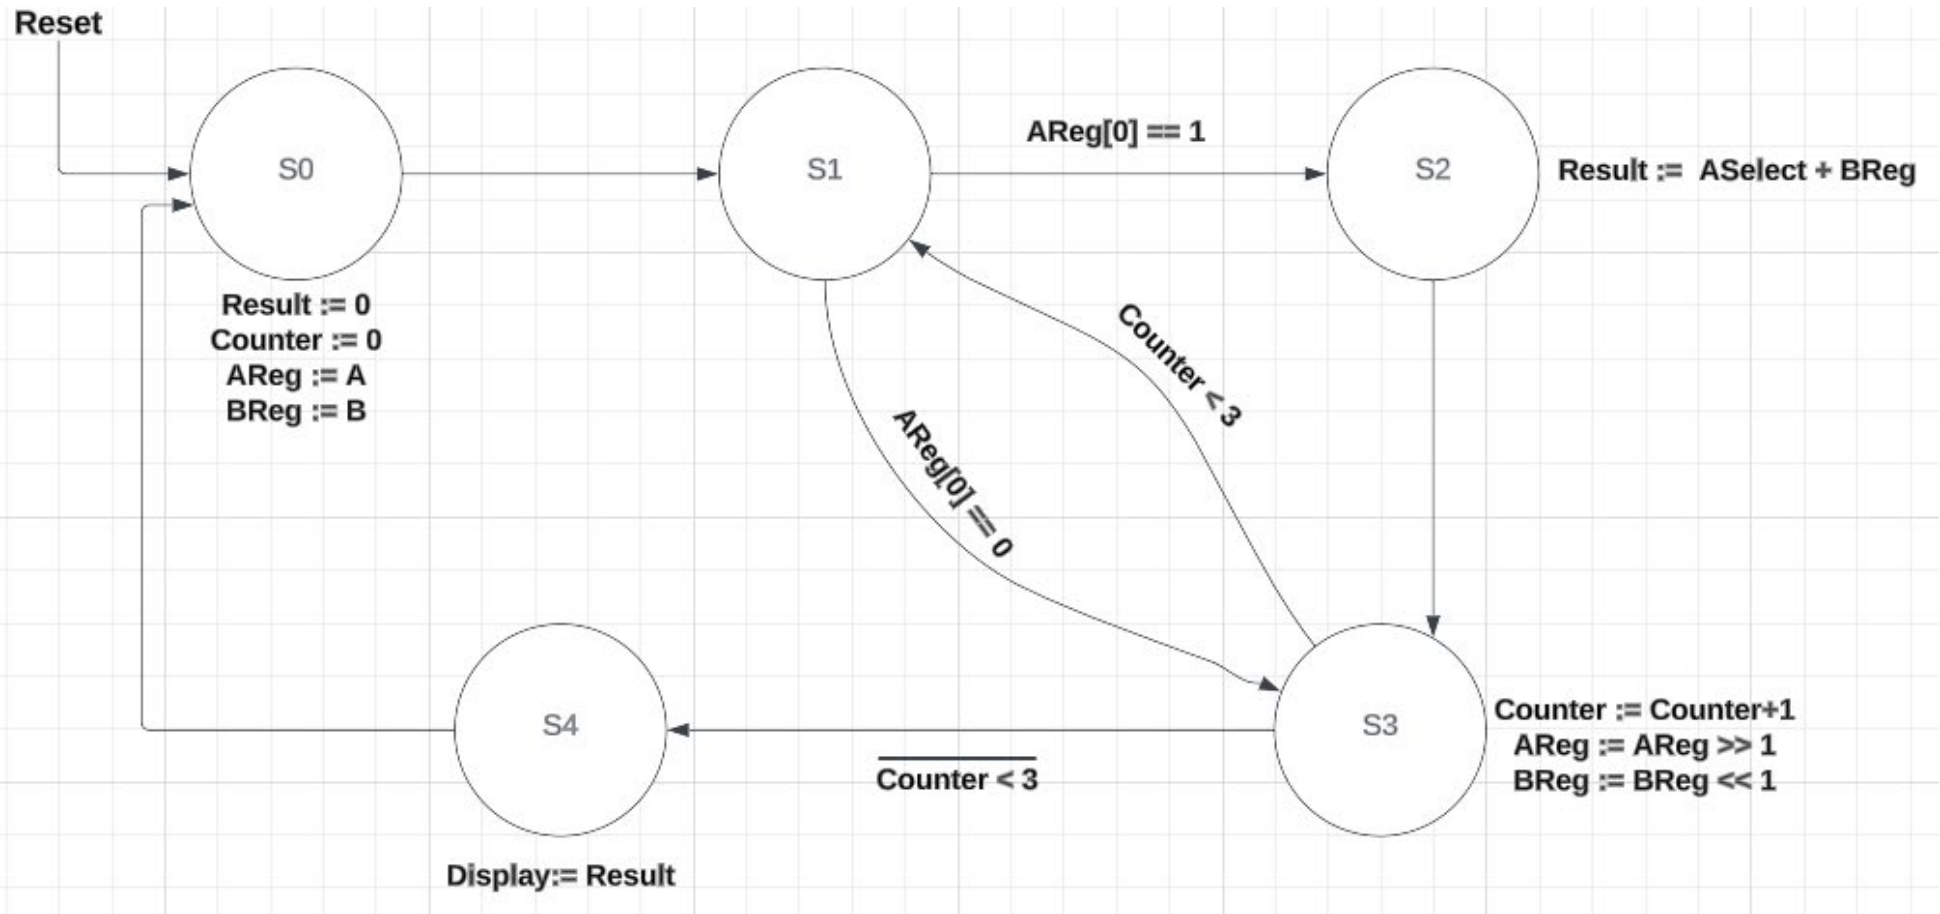 Reset
S0
S1
AReg[0] == 1
S2
Result := ASelect + BReg
Result := 0
Counter := 0
AReg := A
BReg := B
Counter < 3
AReg[0] == 0
S4
Counter < 3
S3
Counter := Counter+1
AReg := AReg >> 1
BReg := BReg << 1
Display:= Result